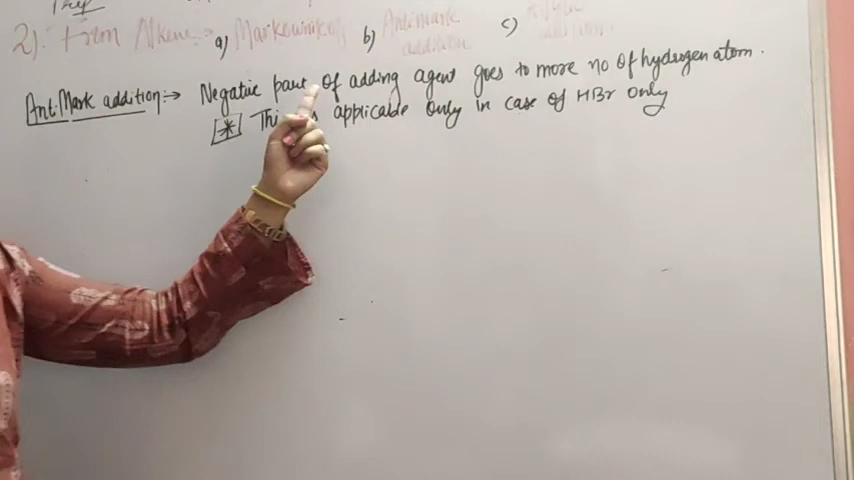 2). From Alkene:→ a) Markownikoff b) Antimark addition c)
Anti.Mark addition:→ Negative part of adding agent goes to more no of hydrogen atom.
* This is applicable only in case of HBr only